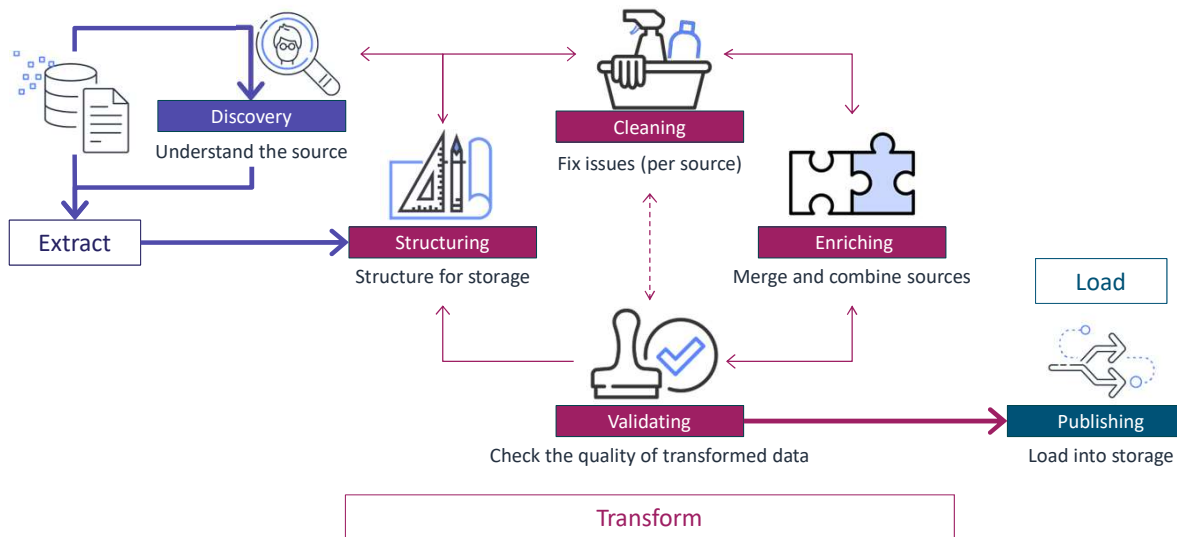 Discovery
Understand the source
Extract
Cleaning
Fix issues (per source)
Structuring
Structure for storage
Enriching
Merge and combine sources
Validating
Check the quality of transformed data
Load
Publishing
Load into storage
Transform